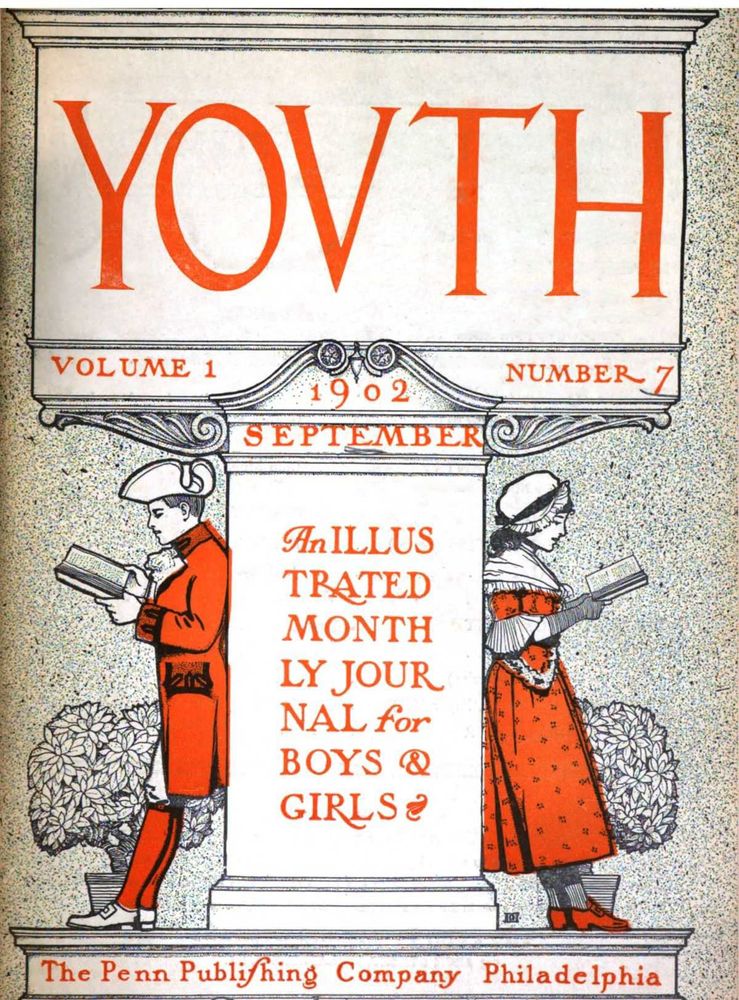 YOVTH
VOLUME 1
NUMBER 7
1902
SEPTEMBER
An ILLUS
TRATED
MONTH
LY JOUR
NAL for
BOYS &
GIRLS
The Penn Publiſhing Company Philadelphia